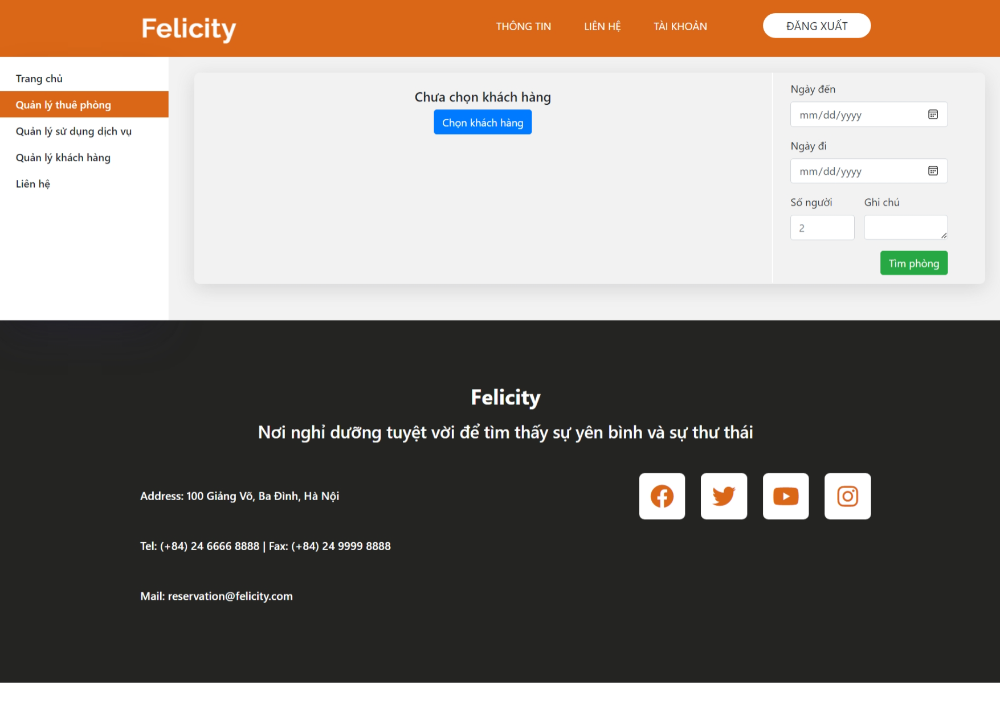 Felicity
THÔNG TIN
LIÊN HỆ
TÀI KHOẢN
ĐĂNG XUẤT
Trang chủ
Quản lý thuê phòng
Quản lý sử dụng dịch vụ
Quản lý khách hàng
Liên hệ
Chưa chọn khách hàng
Chọn khách hàng
Ngày đến
mm/dd/yyyy
Ngày đi
mm/dd/yyyy
Số người
Ghi chú
2
Tìm phòng
Felicity
Nơi nghỉ dưỡng tuyệt vời để tìm thấy sự yên bình và sự thư thái
Address: 100 Giảng Võ, Ba Đình, Hà Nội
Tel: (+84) 24 6666 8888 | Fax: (+84) 24 9999 8888
Mail: reservation@felicity.com